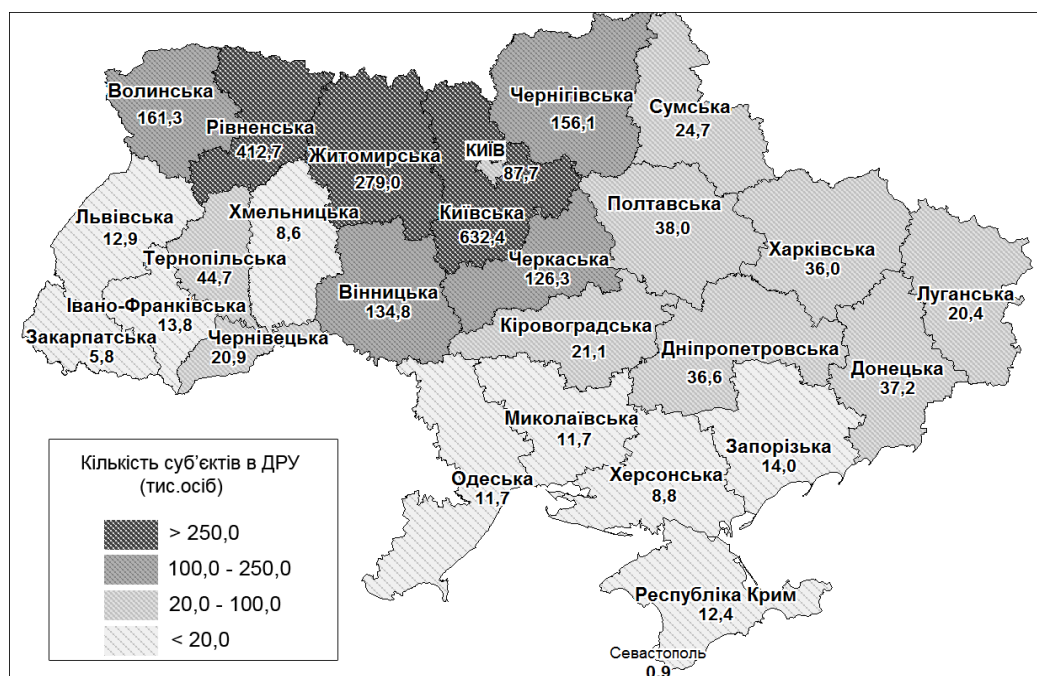 Волинська
161,3
Рівненська
412,7
Житомирська
279,0
КИЇВ
87,7
Київська
632,4
Чернігівська
156,1
Сумська
24,7
Львівська
12,9
Тернопільська
44,7
Хмельницька
8,6
Вінницька
134,8
Черкаська
126,3
Полтавська
38,0
Харківська
36,0
Луганська
20,4
Івано-Франківська
13,8
Закарпатська
5,8
Чернівецька
20,9
Кіровоградська
21,1
Дніпропетровська
36,6
Донецька
37,2
Миколаївська
11,7
Одеська
11,7
Херсонська
8,8
Запорізька
14,0
Республіка Крим
12,4
Севастополь
0,9
Кількість суб’єктів в ДРУ
(тис.осіб)
> 250,0
100,0 - 250,0
20,0 - 100,0
< 20,0